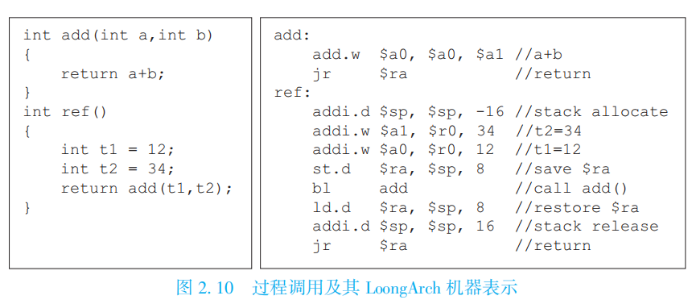 int add(int a,int b)
{
    return a+b;
}
int ref()
{
    int t1 = 12;
    int t2 = 34;
    return add(t1,t2);
}
add:
    add.w  $a0, $a0, $a1 //a+b
    jr     $ra           //return
ref:
    addi.d $sp, $sp, -16 //stack allocate
    addi.w $a1, $r0, 34  //t2=34
    addi.w $a0, $r0, 12  //t1=12
    st.d   $ra, $sp, 8   //save $ra
    bl     add           //call add()
    ld.d   $ra, $sp, 8   //restore $ra
    addi.d $sp, $sp, 16  //stack release
    jr     $ra           //return
图 2.10 过程调用及其 LoongArch 机器表示